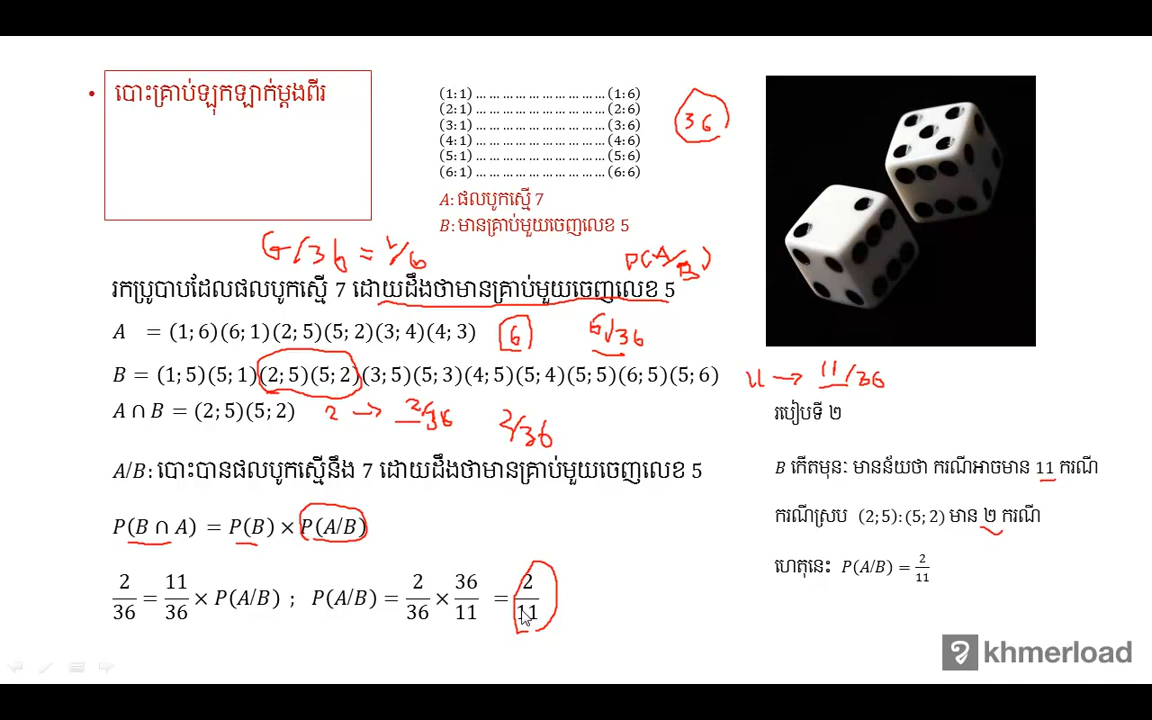 • បោះគ្រាប់ឡុកឡាក់ម្តងពីរ
(1:1) ... ... ... ... ... ... ... ... ... ...(1:6)
(2:1) ... ... ... ... ... ... ... ... ... ...(2:6)
(3:1) ... ... ... ... ... ... ... ... ... ...(3:6)
(4:1) ... ... ... ... ... ... ... ... ... ...(4:6)
(5:1) ... ... ... ... ... ... ... ... ... ...(5:6)
(6:1) ... ... ... ... ... ... ... ... ... ...(6:6)
36
A: ផលបូកស្មើ 7
B: មានគ្រាប់មួយចេញលេខ 5
6/36 = 1/6
P(A/B)
រកប្រូបាបដែលផលបូកស្មើ 7 ដោយដឹងថាមានគ្រាប់មួយចេញលេខ 5
A = (1; 6)(6; 1)(2; 5)(5; 2)(3; 4)(4; 3) 6 6/36
B = (1; 5)(5; 1)(2; 5)(5; 2)(3; 5)(5; 3)(4; 5)(5; 4)(5; 5)(6; 5)(5; 6) 11 → 11/36
A ∩ B = (2; 5)(5; 2) 2 → 2/36 2/36
A/B: បោះបានផលបូកស្មើនឹង 7 ដោយដឹងថាមានគ្រាប់មួយចេញលេខ 5
P(B ∩ A) = P(B) × P(A/B)
2/36 = 11/36 × P(A/B) ; P(A/B) = 2/36 × 36/11 = 2/11
របៀបទី ២
B កើតមុន: មានន័យថា ករណីអាចមាន 11 ករណី
ករណីស្រប (2; 5): (5; 2) មាន ២ ករណី
ហេតុនេះ P(A/B) = 2/11
khmerload